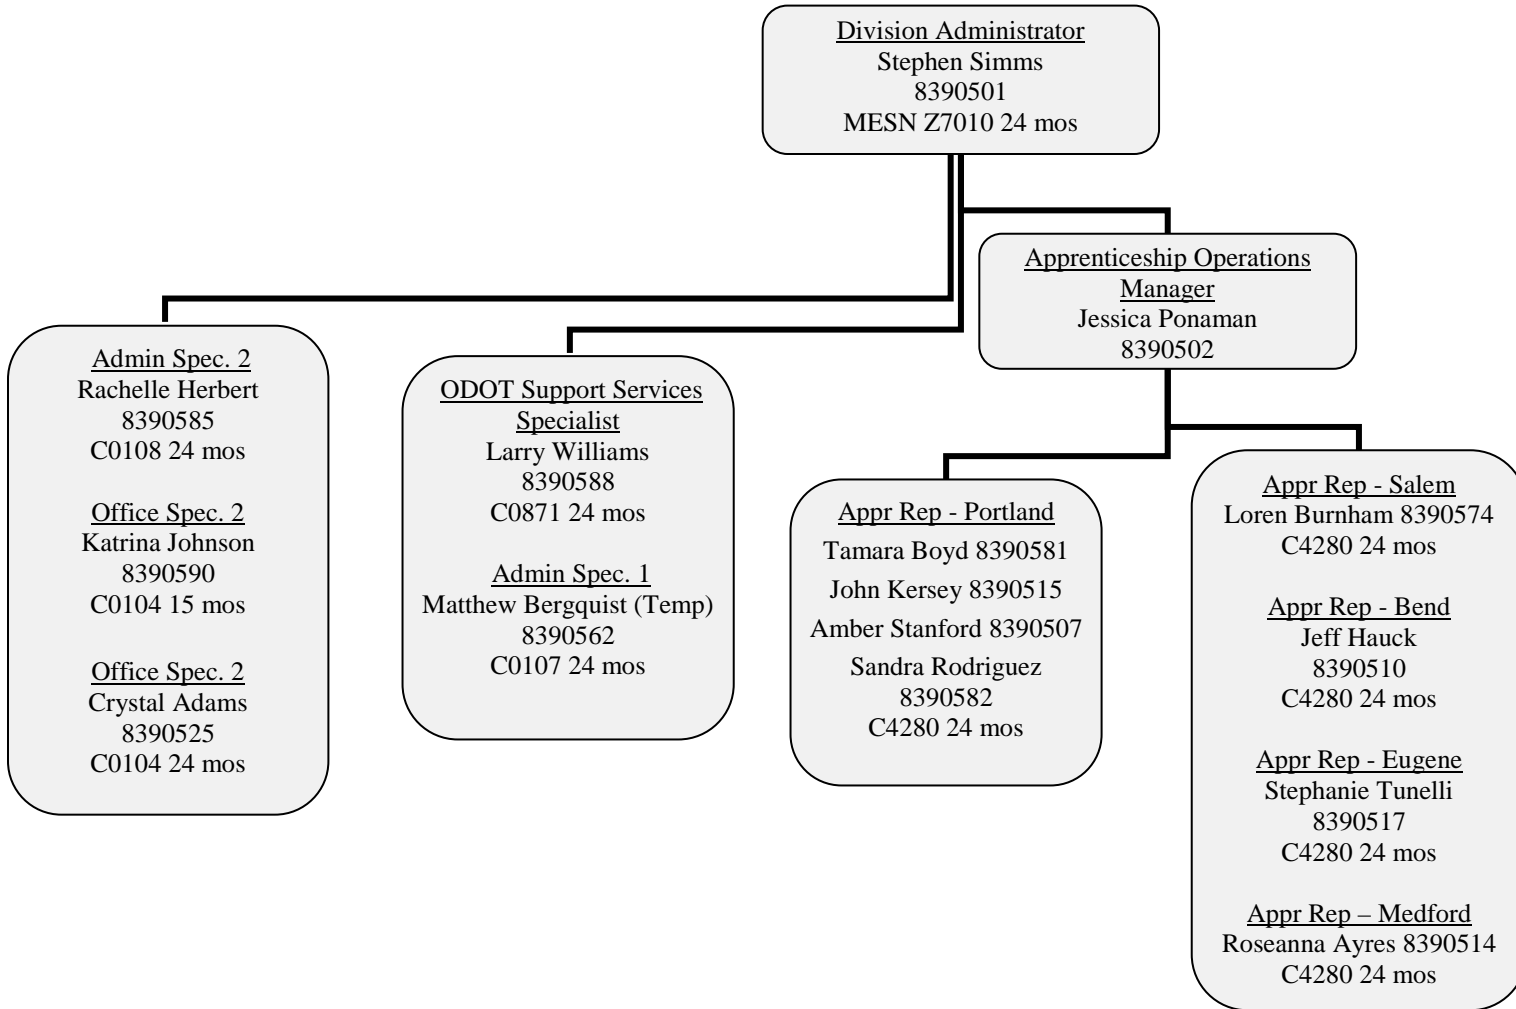 Division Administrator
Stephen Simms
8390501
MESN Z7010 24 mos
Apprenticeship Operations
Manager
Jessica Ponaman
8390502
Admin Spec. 2
Rachelle Herbert
8390585
C0108 24 mos
Office Spec. 2
Katrina Johnson
8390590
C0104 15 mos
Office Spec. 2
Crystal Adams
8390525
C0104 24 mos
ODOT Support Services
Specialist
Larry Williams
8390588
C0871 24 mos
Admin Spec. 1
Matthew Bergquist (Temp)
8390562
C0107 24 mos
Appr Rep - Portland
Tamara Boyd 8390581
John Kersey 8390515
Amber Stanford 8390507
Sandra Rodriguez
8390582
C4280 24 mos
Appr Rep - Salem
Loren Burnham 8390574
C4280 24 mos
Appr Rep - Bend
Jeff Hauck
8390510
C4280 24 mos
Appr Rep - Eugene
Stephanie Tunelli
8390517
C4280 24 mos
Appr Rep – Medford
Roseanna Ayres 8390514
C4280 24 mos